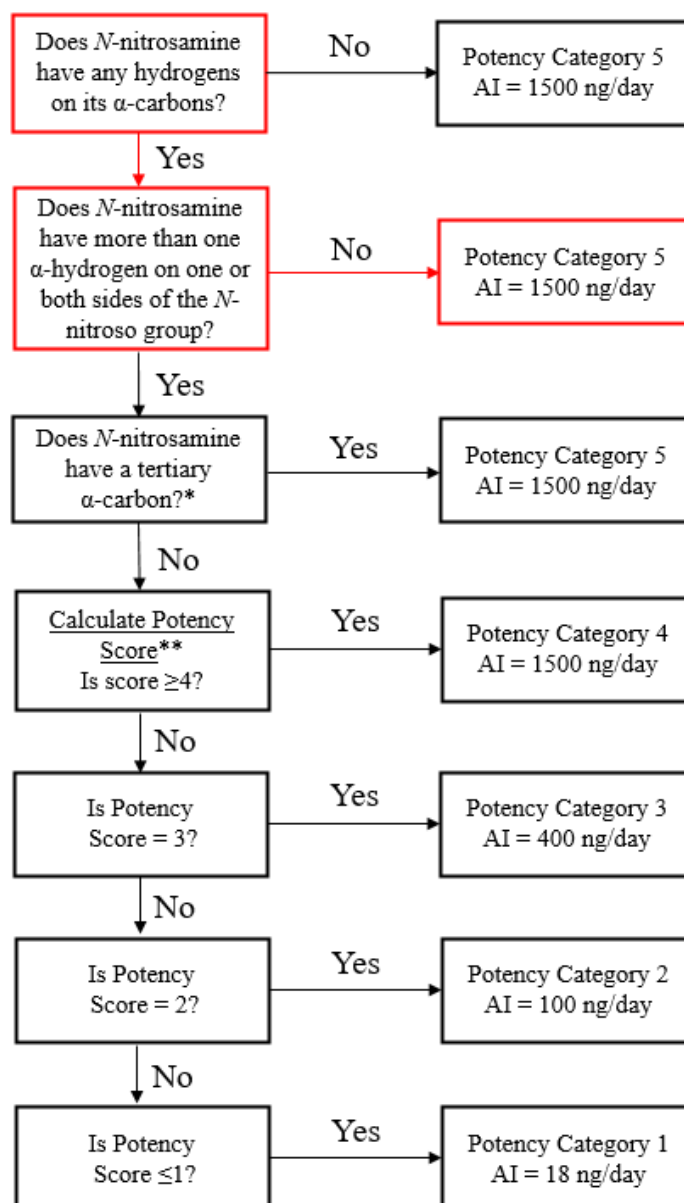 Does N-nitrosamine
have any hydrogens
on its α-carbons?
No
Potency Category 5
AI = 1500 ng/day
Yes
Does N-nitrosamine
have more than one
α-hydrogen on one or
both sides of the N-
nitroso group?
No
Potency Category 5
AI = 1500 ng/day
Yes
Does N-nitrosamine
have a tertiary
α-carbon?*
Yes
Potency Category 5
AI = 1500 ng/day
No
Calculate Potency
Score**
Is score ≥4?
Yes
Potency Category 4
AI = 1500 ng/day
No
Is Potency
Score = 3?
Yes
Potency Category 3
AI = 400 ng/day
No
Is Potency
Score = 2?
Yes
Potency Category 2
AI = 100 ng/day
No
Is Potency
Score ≤1?
Yes
Potency Category 1
AI = 18 ng/day